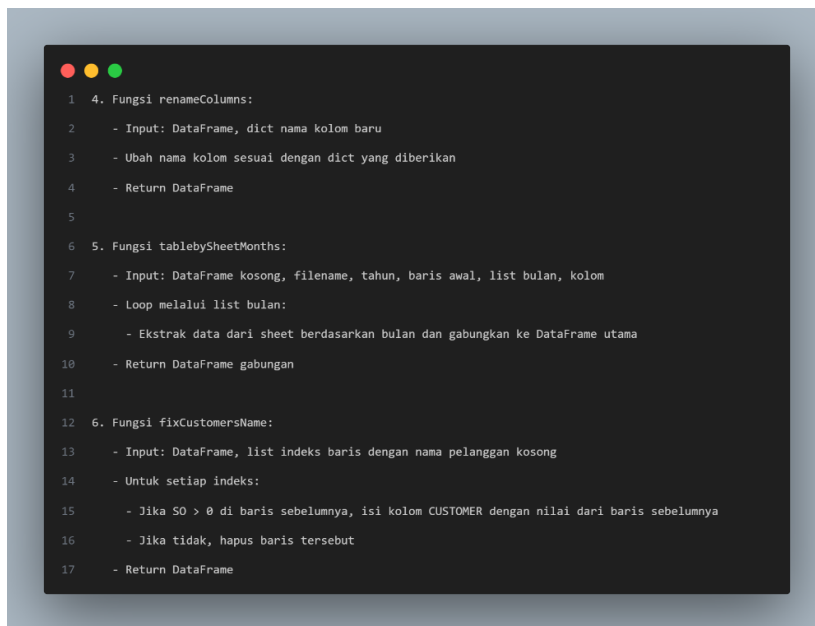 1 4. Fungsi renameColumns:
2 - Input: DataFrame, dict nama kolom baru
3 - Ubah nama kolom sesuai dengan dict yang diberikan
4 - Return DataFrame
5
6 5. Fungsi tablebySheetMonths:
7 - Input: DataFrame kosong, filename, tahun, baris awal, list bulan, kolom
8 - Loop melalui list bulan:
9 - Ekstrak data dari sheet berdasarkan bulan dan gabungkan ke DataFrame utama
10 - Return DataFrame gabungan
11
12 6. Fungsi fixCustomersName:
13 - Input: DataFrame, list indeks baris dengan nama pelanggan kosong
14 - Untuk setiap indeks:
15 - Jika SO > 0 di baris sebelumnya, isi kolom CUSTOMER dengan nilai dari baris sebelumnya
16 - Jika tidak, hapus baris tersebut
17 - Return DataFrame